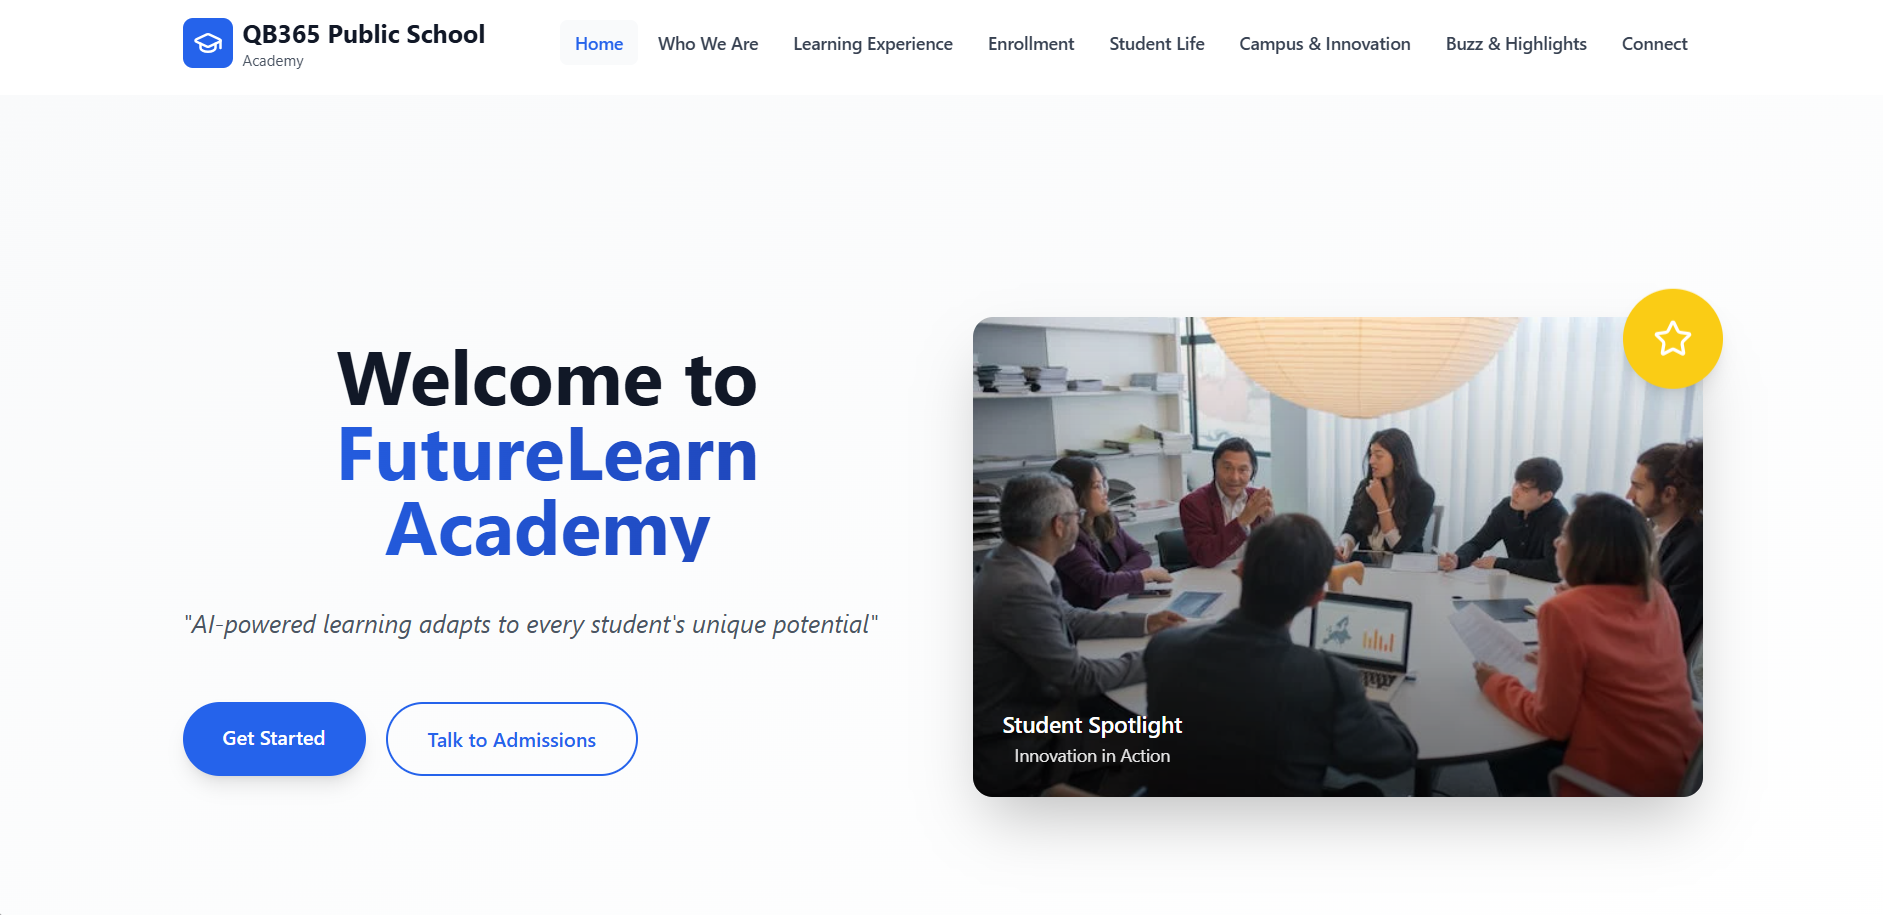 QB365 Public School
Academy
Home
Who We Are
Learning Experience
Enrollment
Student Life
Campus & Innovation
Buzz & Highlights
Connect
Welcome to
FutureLearn
Academy
"AI-powered learning adapts to every student's unique potential"
Get Started
Talk to Admissions
Student Spotlight
Innovation in Action